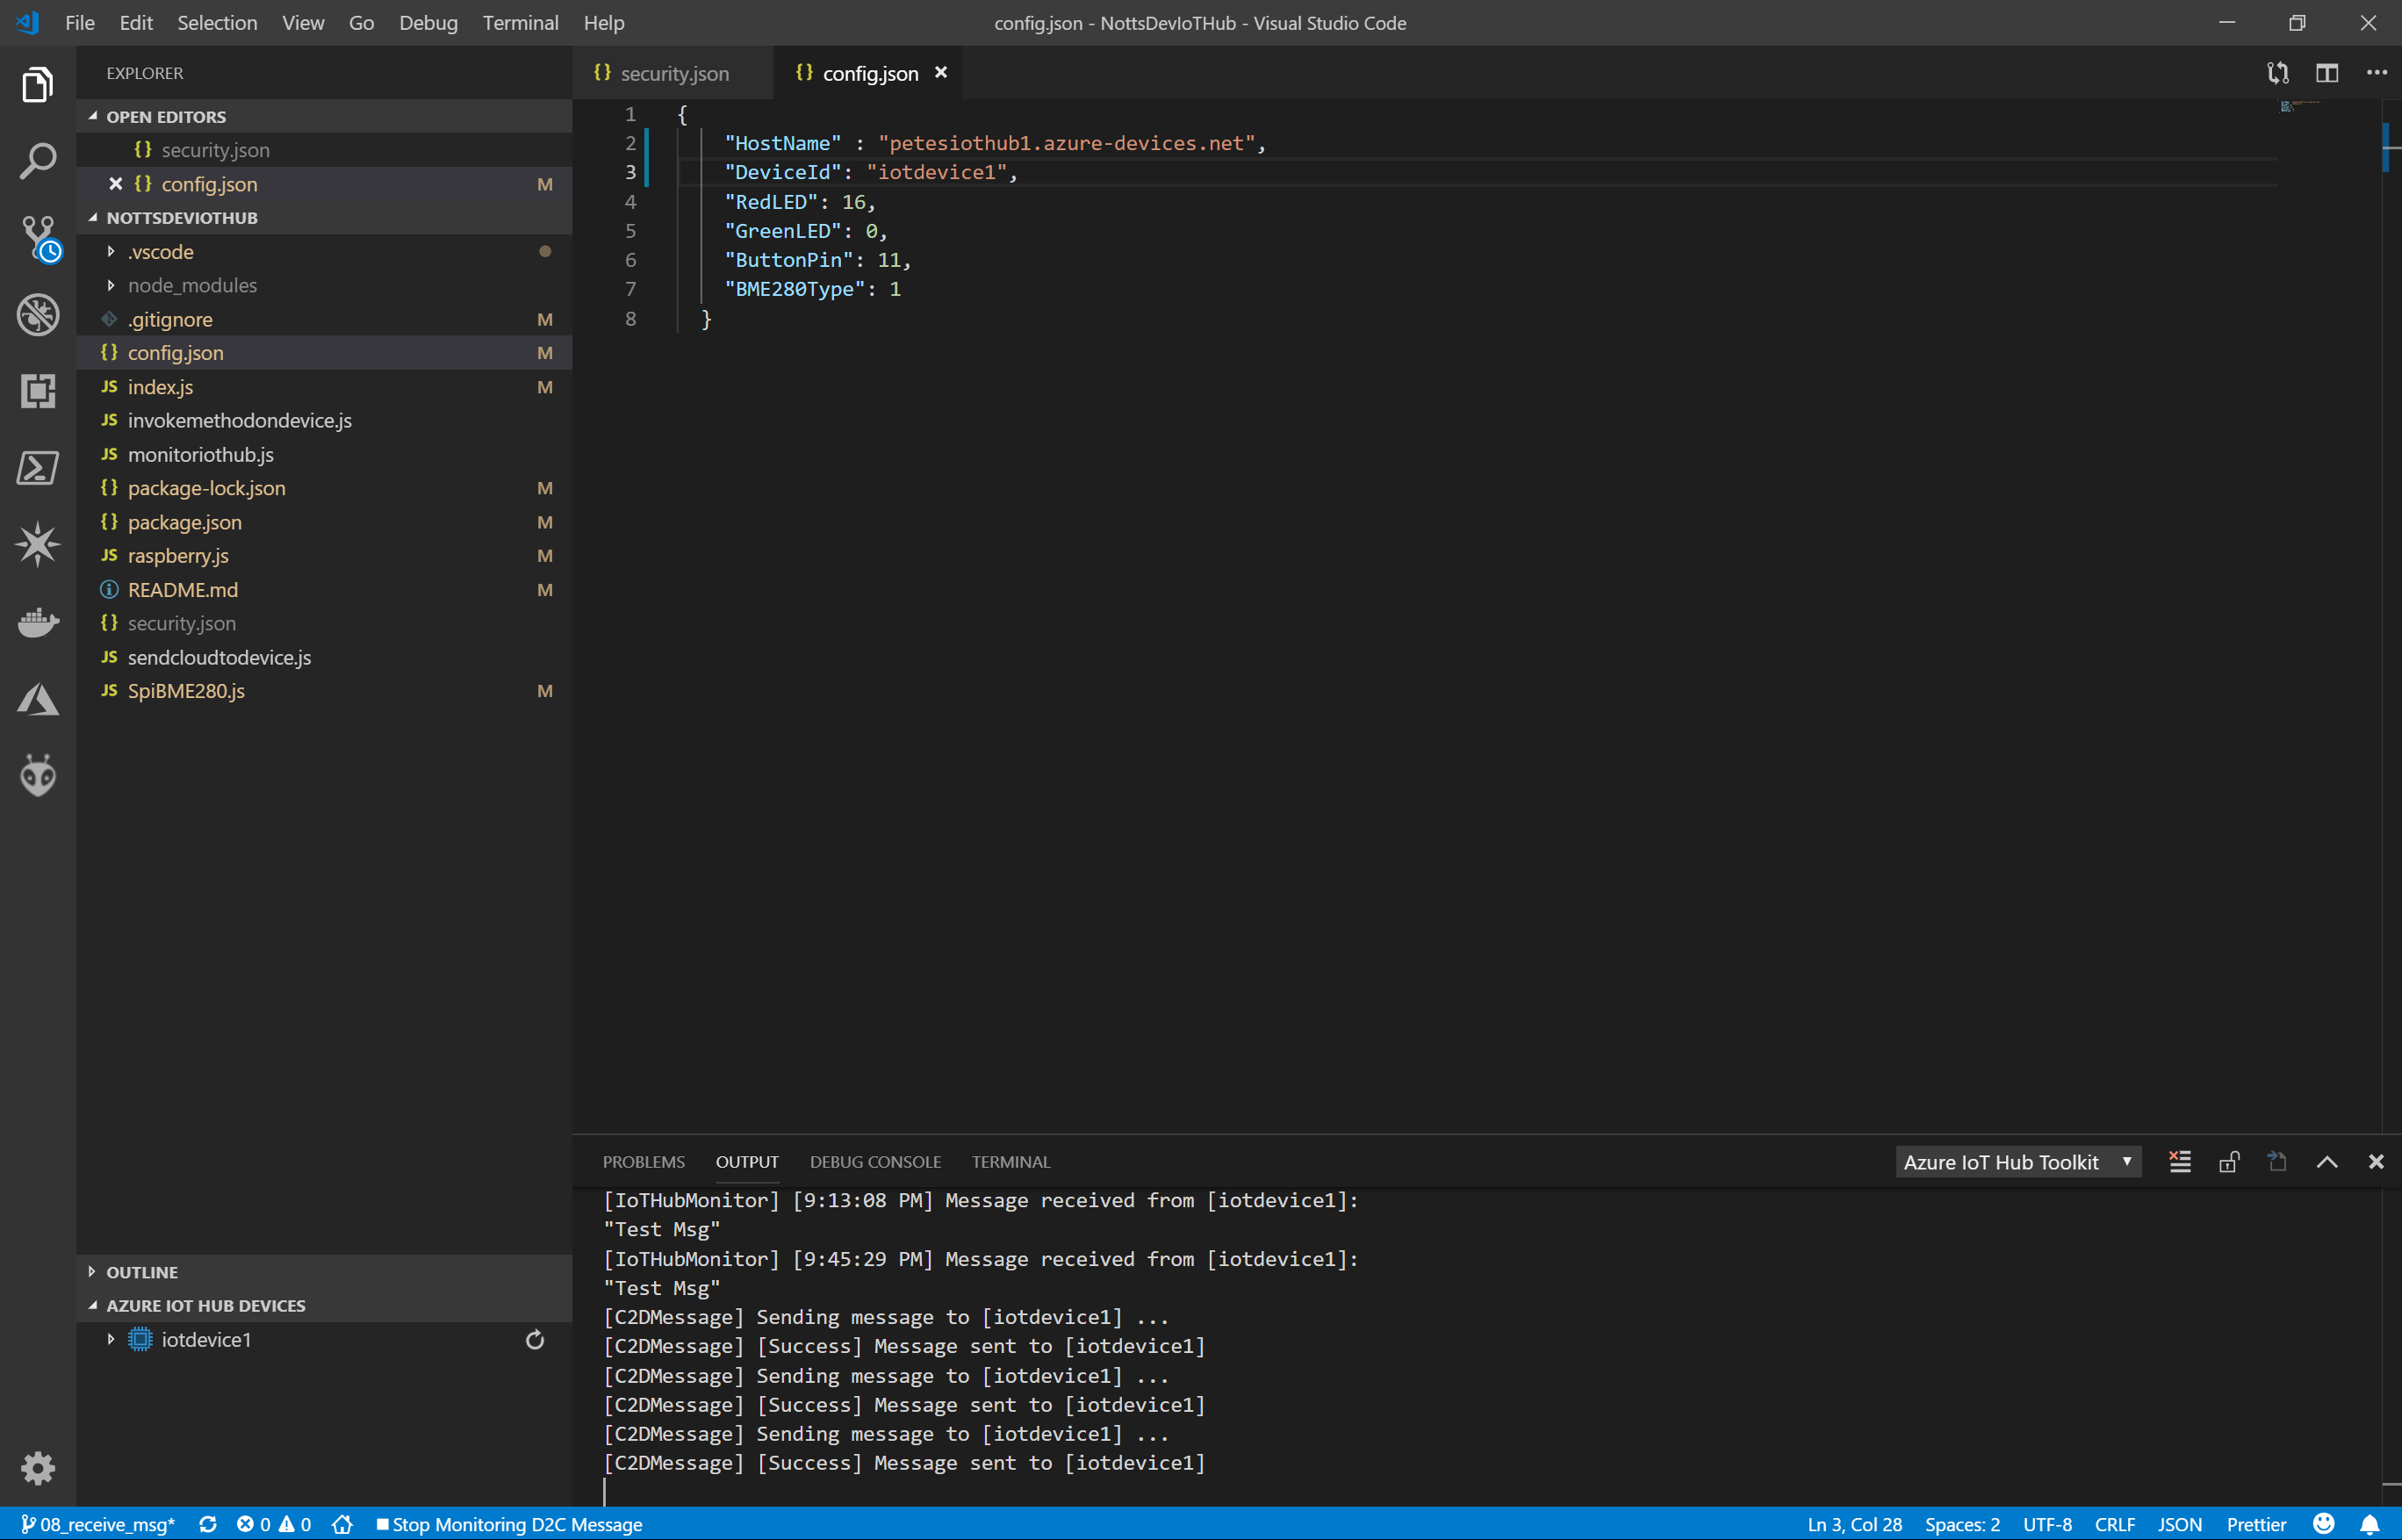 File Edit Selection View Go Debug Terminal Help
config.json - NottsDevIoTHub - Visual Studio Code
EXPLORER
OPEN EDITORS
{} security.json
{} config.json M
NOTTSDEVIOTHUB
.vscode
node_modules
.gitignore M
{} config.json M
JS index.js M
JS invokemethodondevice.js
JS monitoriothub.js
{} package-lock.json M
{} package.json M
JS raspberry.js M
README.md M
{} security.json
JS sendcloudtodevice.js
JS SpiBME280.js M
OUTLINE
AZURE IOT HUB DEVICES
iotdevice1
{} security.json {} config.json
1 {
2 "HostName" : "petesiothub1.azure-devices.net",
3 "DeviceId": "iotdevice1",
4 "RedLED": 16,
5 "GreenLED": 0,
6 "ButtonPin": 11,
7 "BME280Type": 1
8 }
PROBLEMS OUTPUT DEBUG CONSOLE TERMINAL
Azure IoT Hub Toolkit
[IoTHubMonitor] [9:13:08 PM] Message received from [iotdevice1]:
"Test Msg"
[IoTHubMonitor] [9:45:29 PM] Message received from [iotdevice1]:
"Test Msg"
[C2DMessage] Sending message to [iotdevice1] ...
[C2DMessage] [Success] Message sent to [iotdevice1]
[C2DMessage] Sending message to [iotdevice1] ...
[C2DMessage] [Success] Message sent to [iotdevice1]
[C2DMessage] Sending message to [iotdevice1] ...
[C2DMessage] [Success] Message sent to [iotdevice1]
08_receive_msg* 0 0 Stop Monitoring D2C Message
Ln 3, Col 28 Spaces: 2 UTF-8 CRLF JSON Prettier